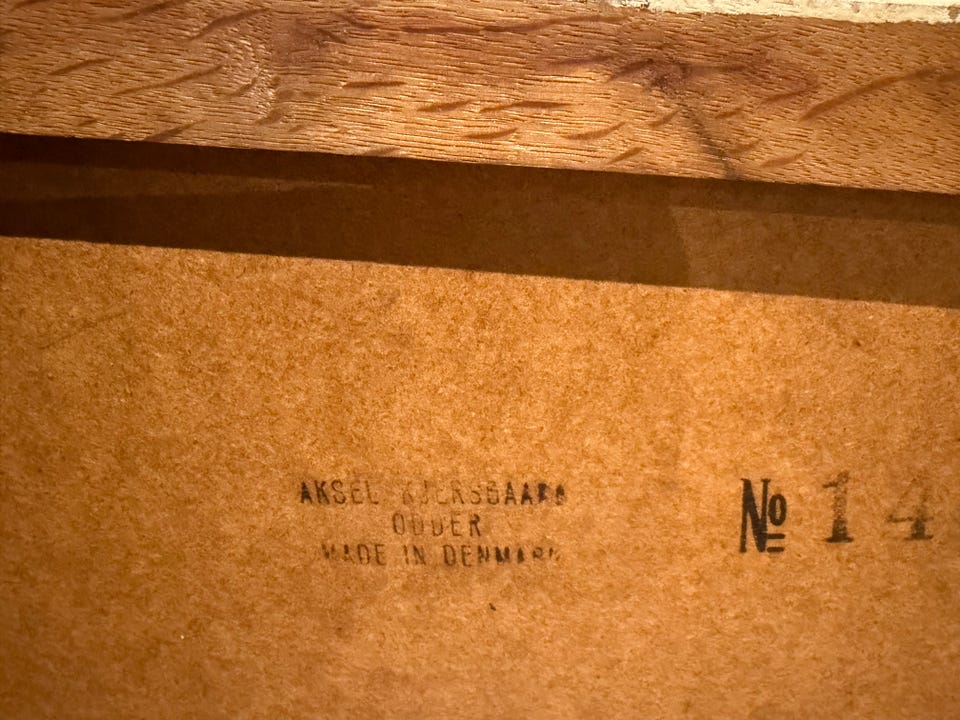 AKSEL KJERSGAARD
ODDER
MADE IN DENMARK
No 14